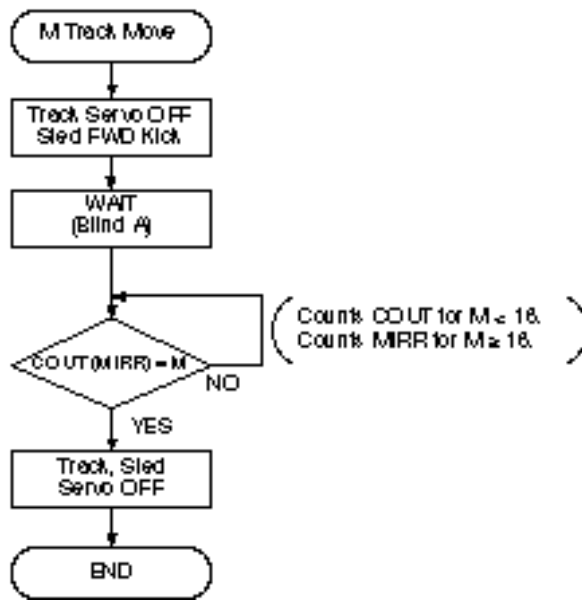 M Track Move
Track Servo OFF
Sled FWD Kick
WAIT
(Blind A)
Counts COUT for M < 16.
Counts MIRR for M ≥ 16.
COUT(MIRR) = M
NO
YES
Track, Sled
Servo OFF
END